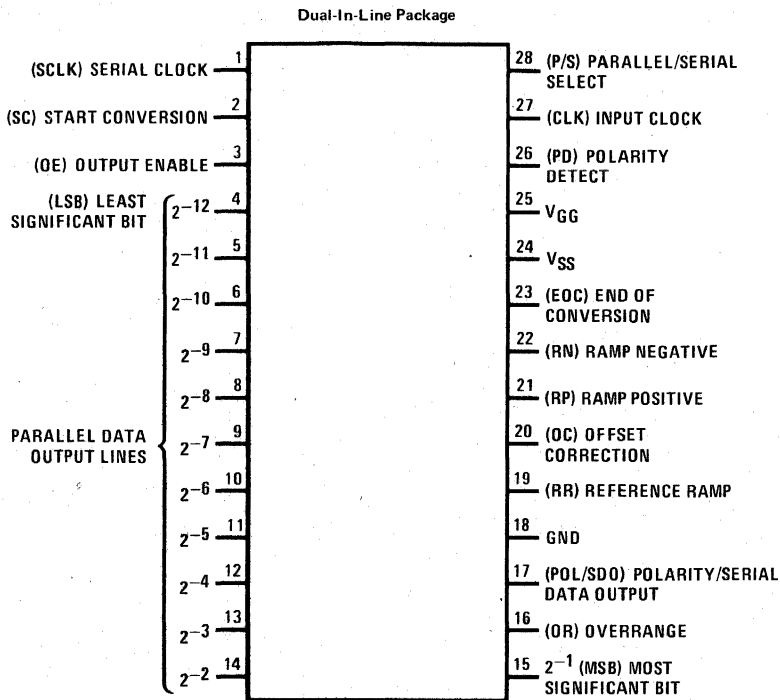 Dual-In-Line Package
1
(SCLK) SERIAL CLOCK
2
(SC) START CONVERSION
3
(OE) OUTPUT ENABLE
(LSB) LEAST
SIGNIFICANT BIT
2−12 4
2−11 5
2−10 6
2−9 7
2−8 8
PARALLEL DATA
OUTPUT LINES
2−7 9
2−6 10
2−5 11
2−4 12
2−3 13
2−2 14
28 (P/S) PARALLEL/SERIAL
SELECT
27 (CLK) INPUT CLOCK
26 (PD) POLARITY
DETECT
25 VGG
24 VSS
23 (EOC) END OF
CONVERSION
22 (RN) RAMP NEGATIVE
21 (RP) RAMP POSITIVE
20 (OC) OFFSET
CORRECTION
19 (RR) REFERENCE RAMP
18 GND
17 (POL/SDO) POLARITY/SERIAL
DATA OUTPUT
16 (OR) OVERRANGE
15 2−1 (MSB) MOST
SIGNIFICANT BIT